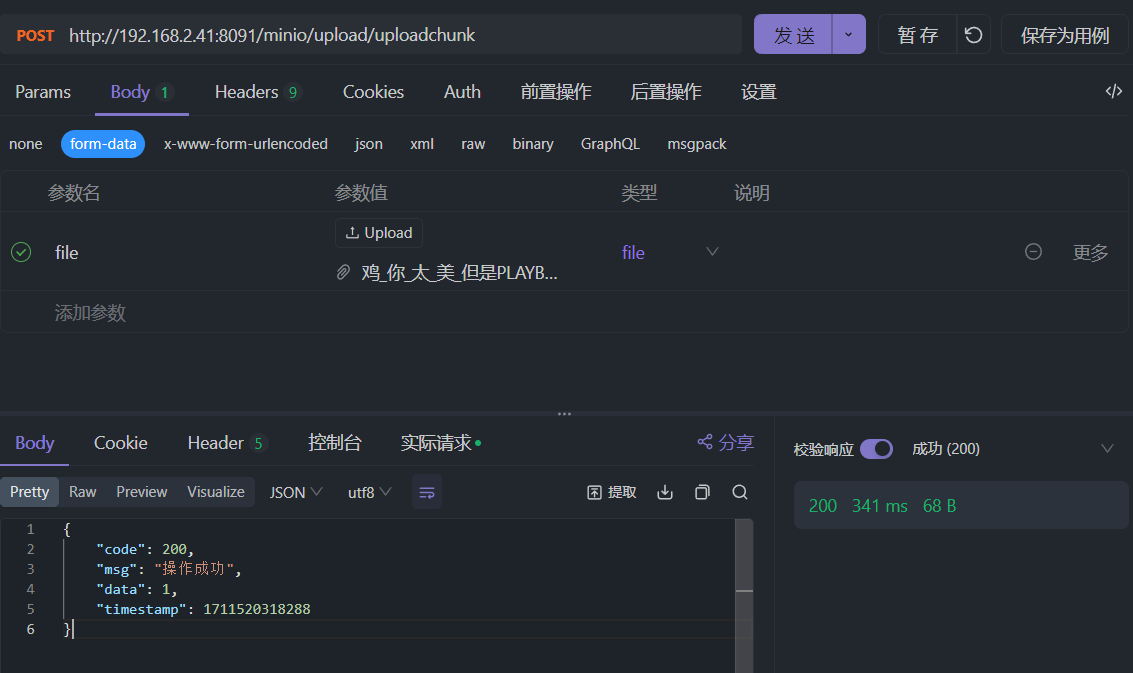 POST http://192.168.2.41:8091/minio/upload/uploadchunk 发 送 暂 存 保存为用例
Params Body 1 Headers 9 Cookies Auth 前置操作 后置操作 设置 </>
none form-data x-www-form-urlencoded json xml raw binary GraphQL msgpack
参数名 参数值 类型 说明
Upload
file file 更多
鸡_你_太_美_但是PLAYB...
添加参数
Body Cookie Header 5 控制台 实际请求 分享 校验响应 成功 (200)
Pretty Raw Preview Visualize JSON utf8 提取
200 341 ms 68 B
1 {
2 "code": 200,
3 "msg": "操作成功",
4 "data": 1,
5 "timestamp": 1711520318288
6 }